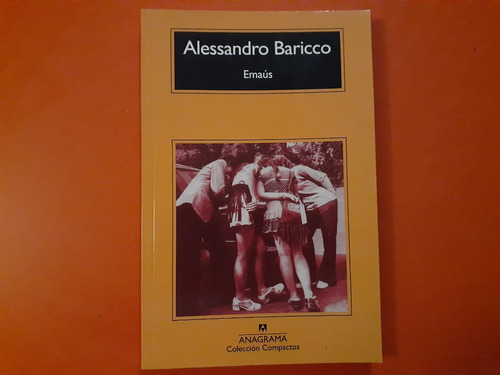 Alessandro Baricco
Emaús
ANAGRAMA
Colección Compactos